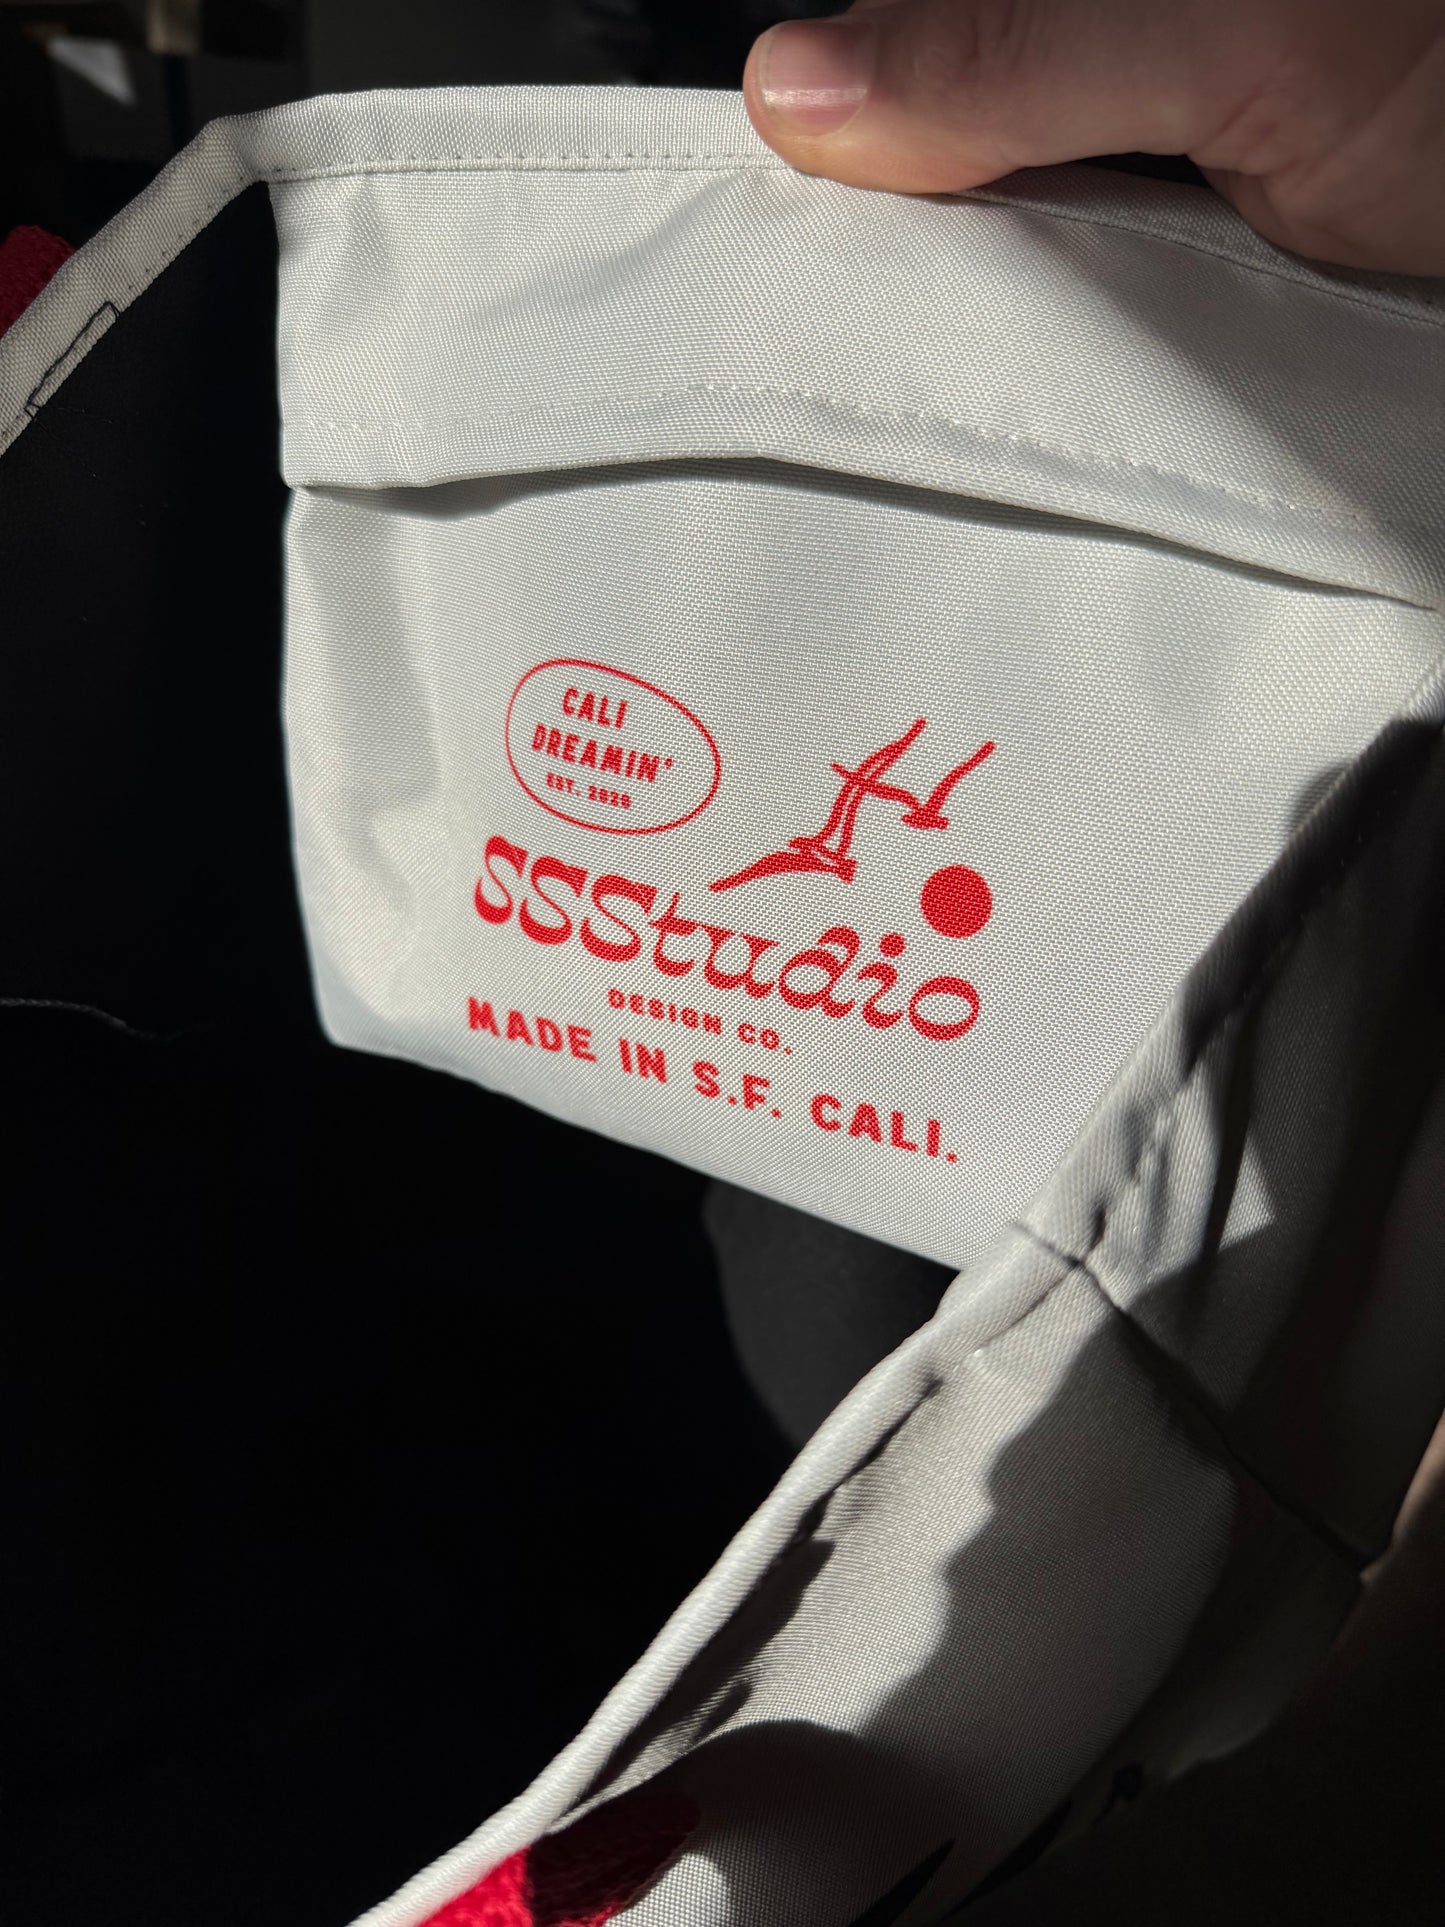 CALI
DREAMIN'
EST. 2020
SSStudio
DESIGN CO.
MADE IN S.F. CALI.